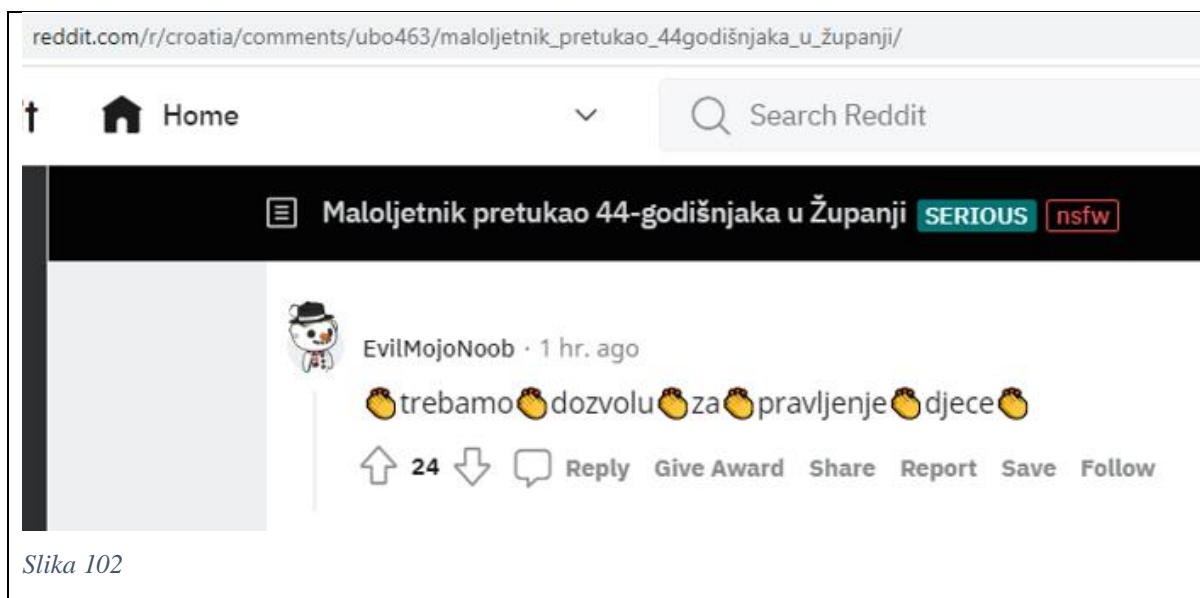 reddit.com/r/croatia/comments/ubo463/maloljetnik_pretukao_44godišnjaka_u_županji/
t Home Search Reddit
Maloljetnik pretukao 44-godišnjaka u Županji SERIOUS nsfw
EvilMojoNoob · 1 hr. ago
👏trebamo👏dozvolu👏za👏pravljenje👏djece👏
24 Reply Give Award Share Report Save Follow
Slika 102